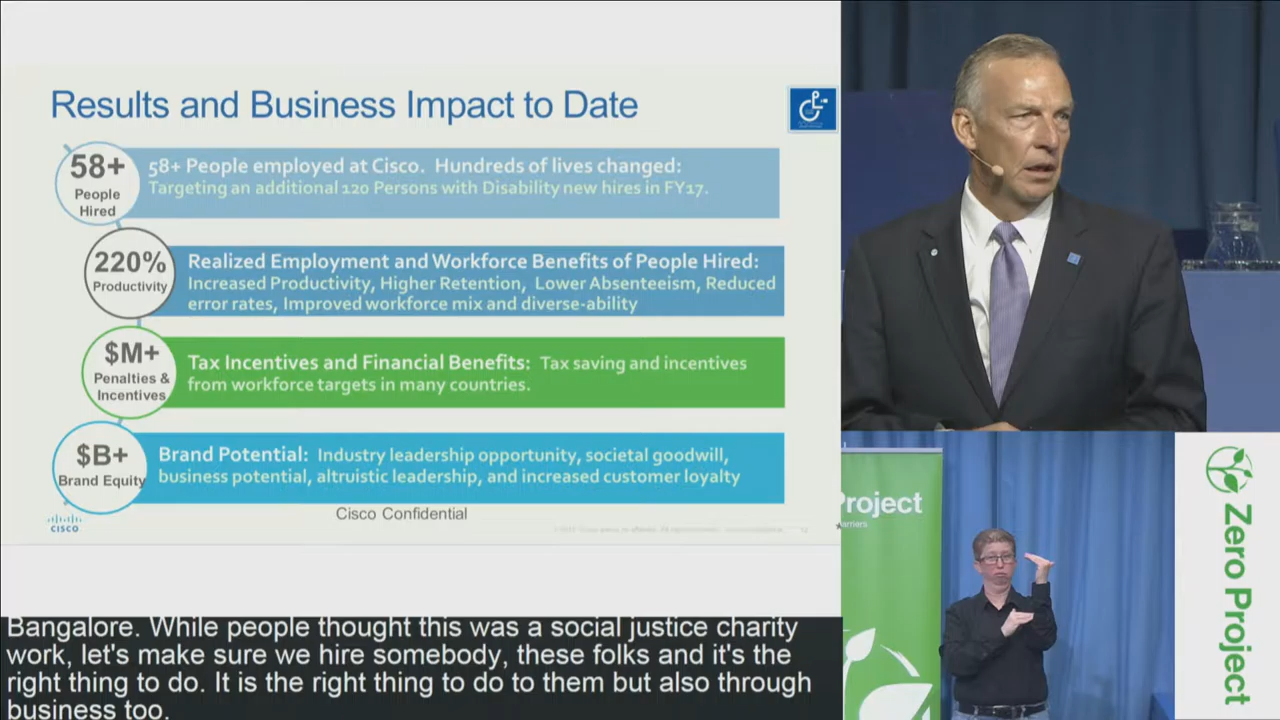 Results and Business Impact to Date
58+
People
Hired
58+ People employed at Cisco. Hundreds of lives changed:
Targeting an additional 120 Persons with Disability new hires in FY17.
220%
Productivity
Realized Employment and Workforce Benefits of People Hired:
Increased Productivity, Higher Retention, Lower Absenteeism, Reduced
error rates, Improved workforce mix and diverse-ability
$M+
Penalties &
Incentives
Tax Incentives and Financial Benefits: Tax saving and incentives
from workforce targets in many countries.
$B+
Brand Equity
Brand Potential: Industry leadership opportunity, societal goodwill,
business potential, altruistic leadership, and increased customer loyalty
CISCO
Cisco Confidential
Bangalore. While people thought this was a social justice charity
work, let's make sure we hire somebody, these folks and it's the
right thing to do. It is the right thing to do to them but also through
business too.
Project
arriers
Zero Project